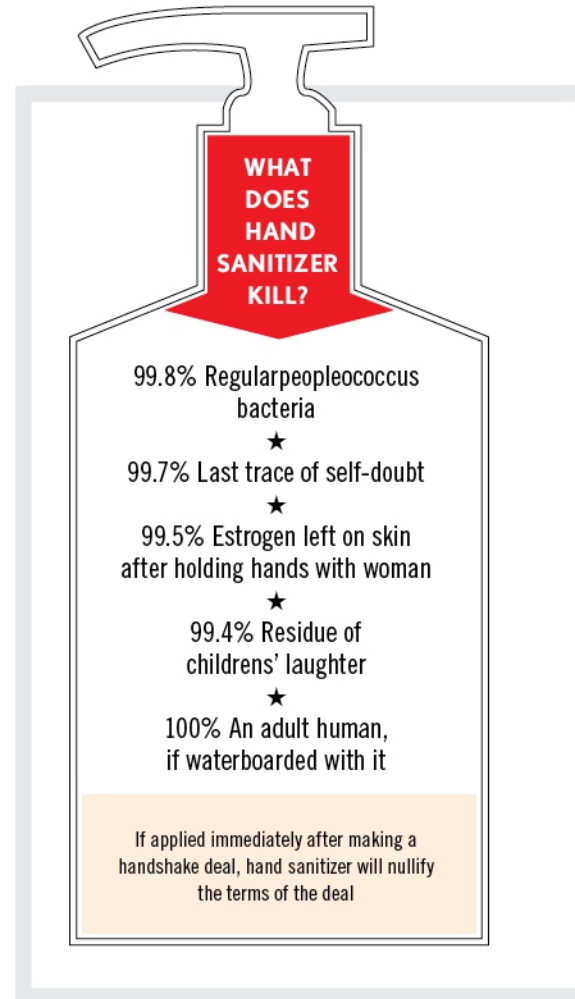 WHAT
DOES
HAND
SANITIZER
KILL?
99.8% Regularpeopleococcus
bacteria
★
99.7% Last trace of self-doubt
★
99.5% Estrogen left on skin
after holding hands with woman
★
99.4% Residue of
childrens’ laughter
★
100% An adult human,
if waterboarded with it
If applied immediately after making a
handshake deal, hand sanitizer will nullify
the terms of the deal